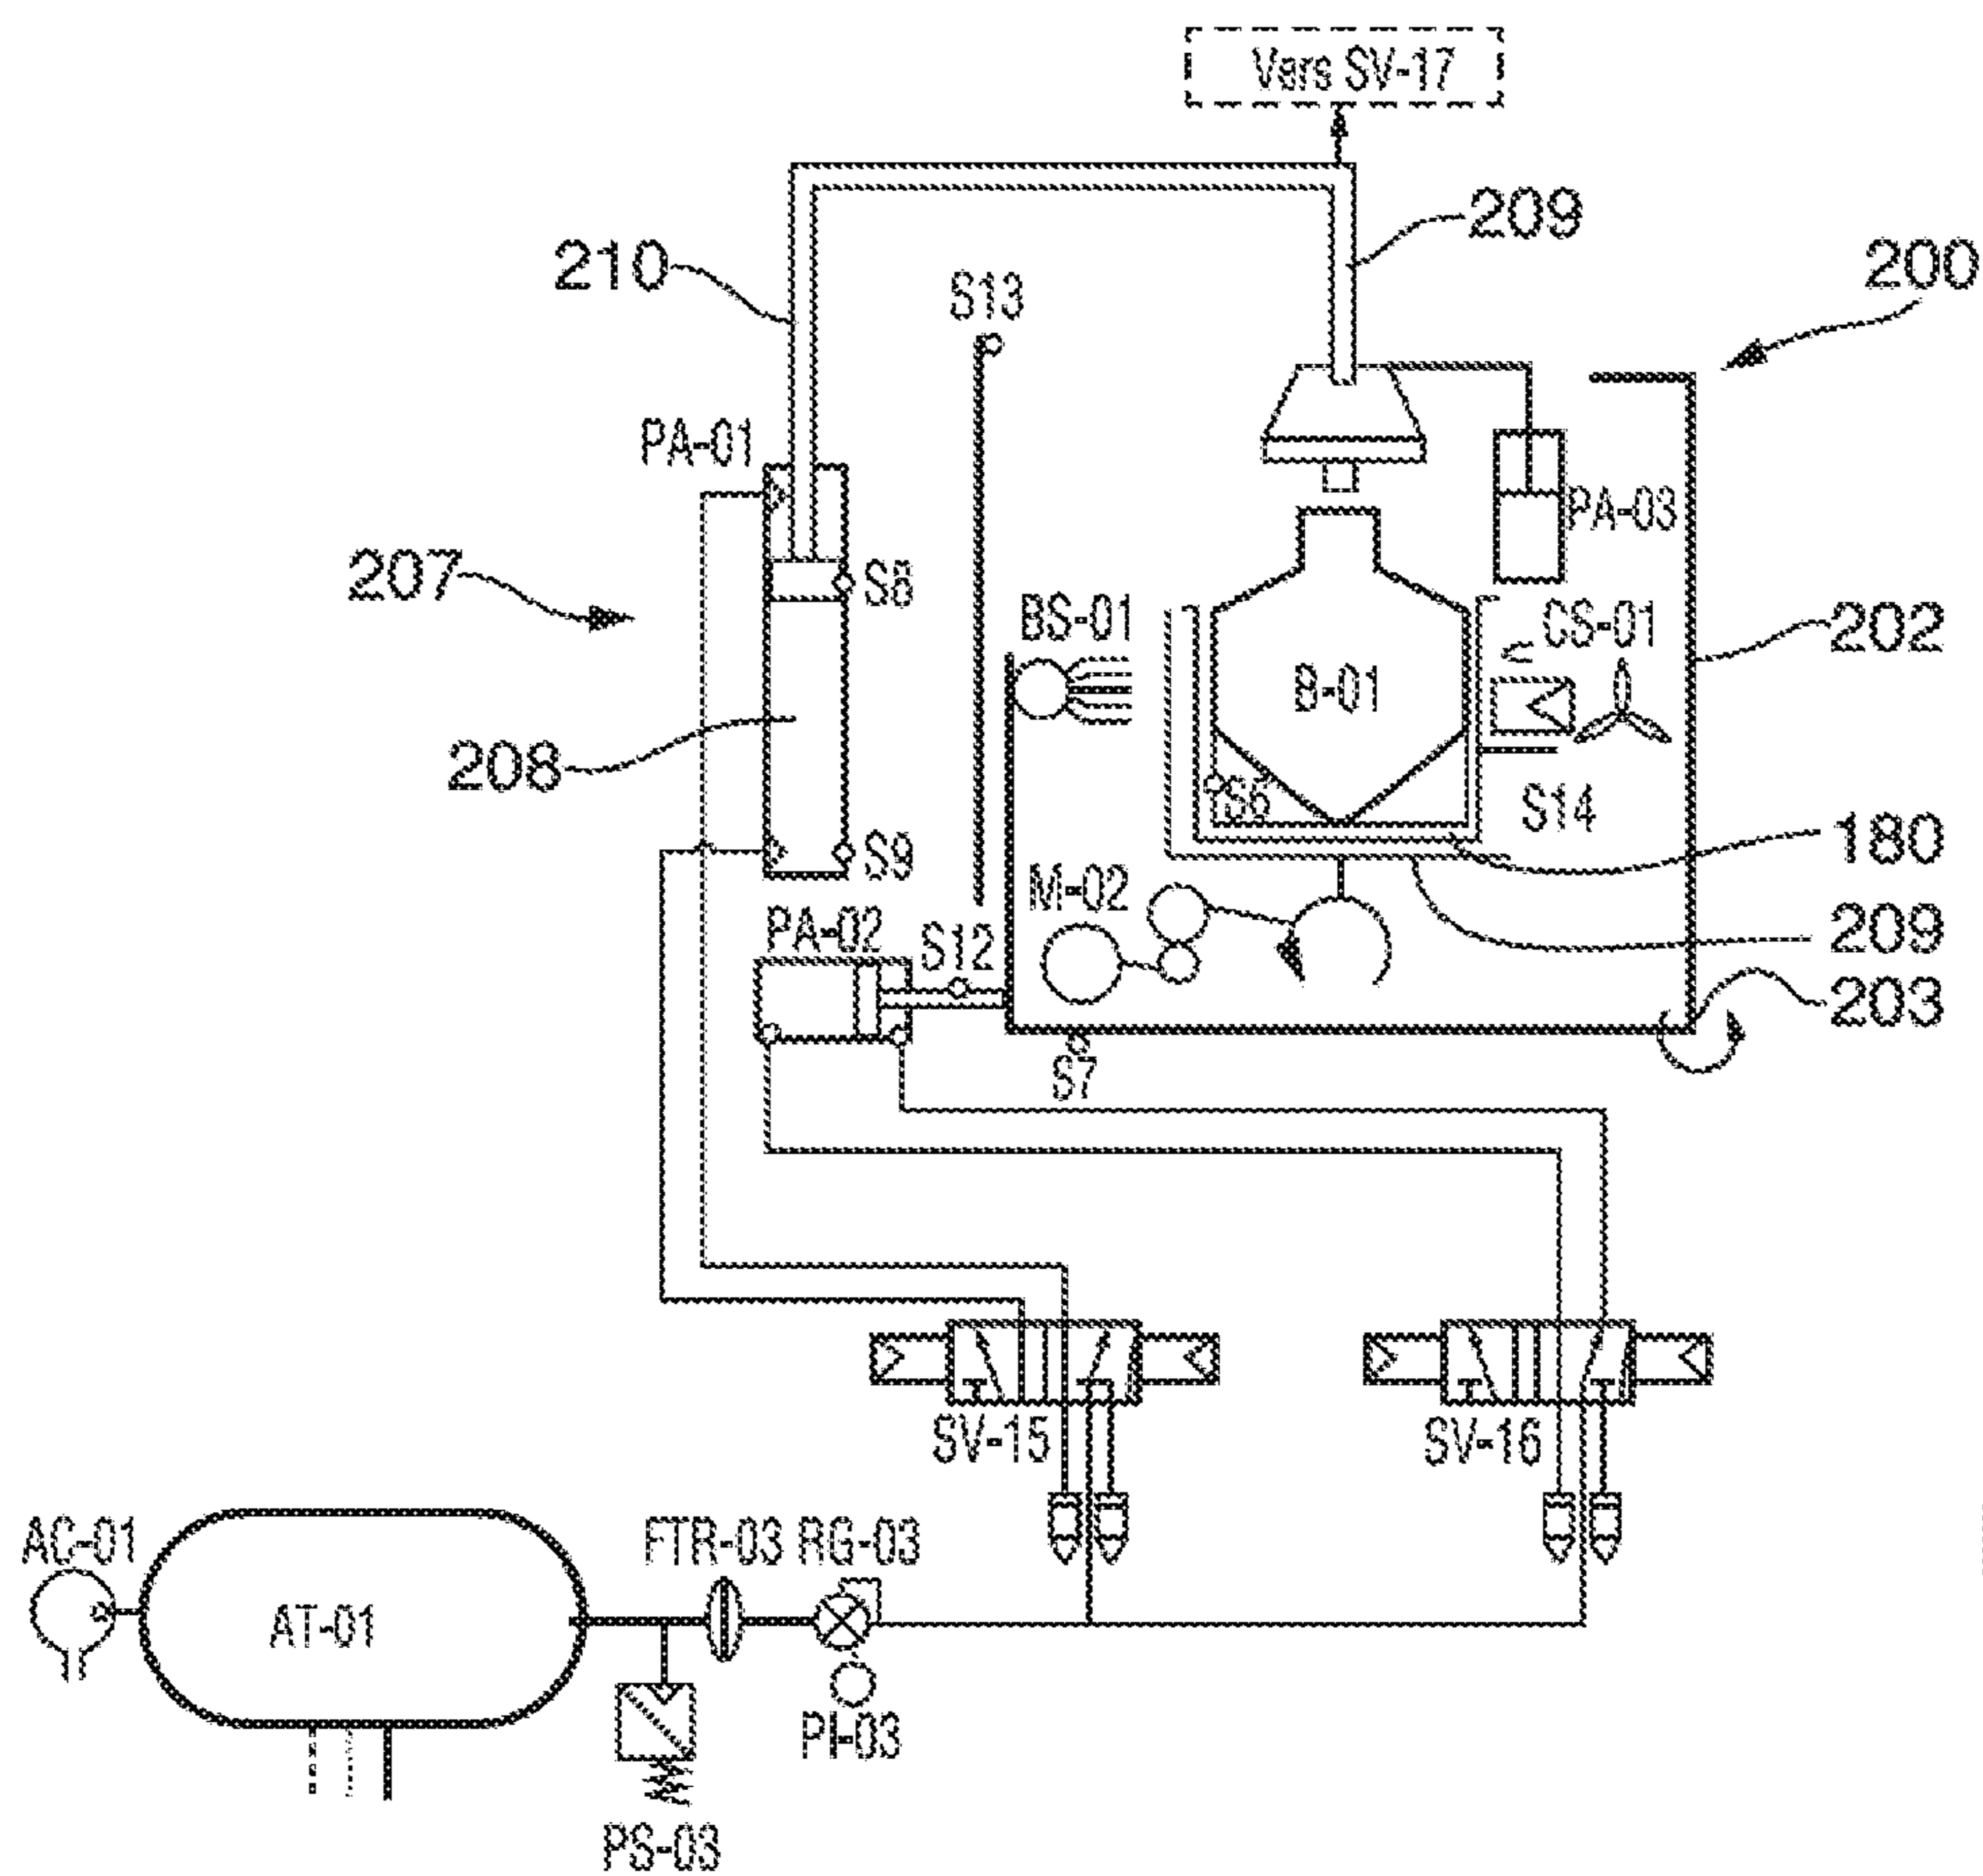 Vers SV-17
209
200
210
S13
PA-01
PA-03
207
S8
BS-01
CS-01
202
B-01
208
S6
S14
180
S9
M-02
209
PA-02
S12
203
S7
SV-15
SV-16
AC-01
FTR-03
RG-03
AT-01
PI-03
PS-03